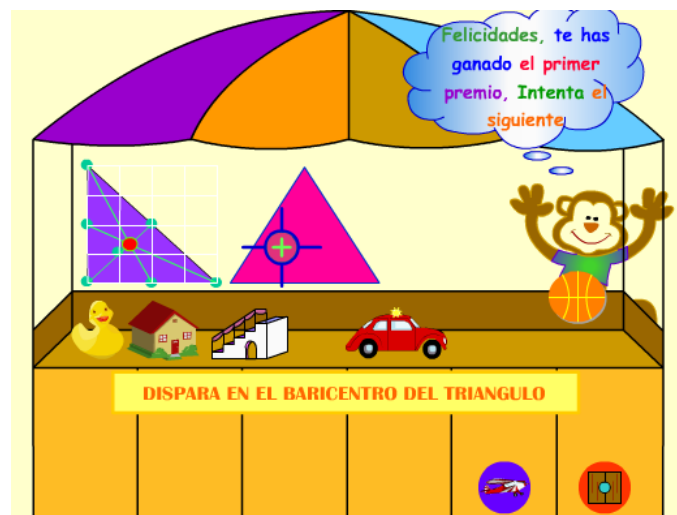 Felicidades, te has
ganado el primer
premio, Intenta el
siguiente
DISPARA EN EL BARICENTRO DEL TRIANGULO